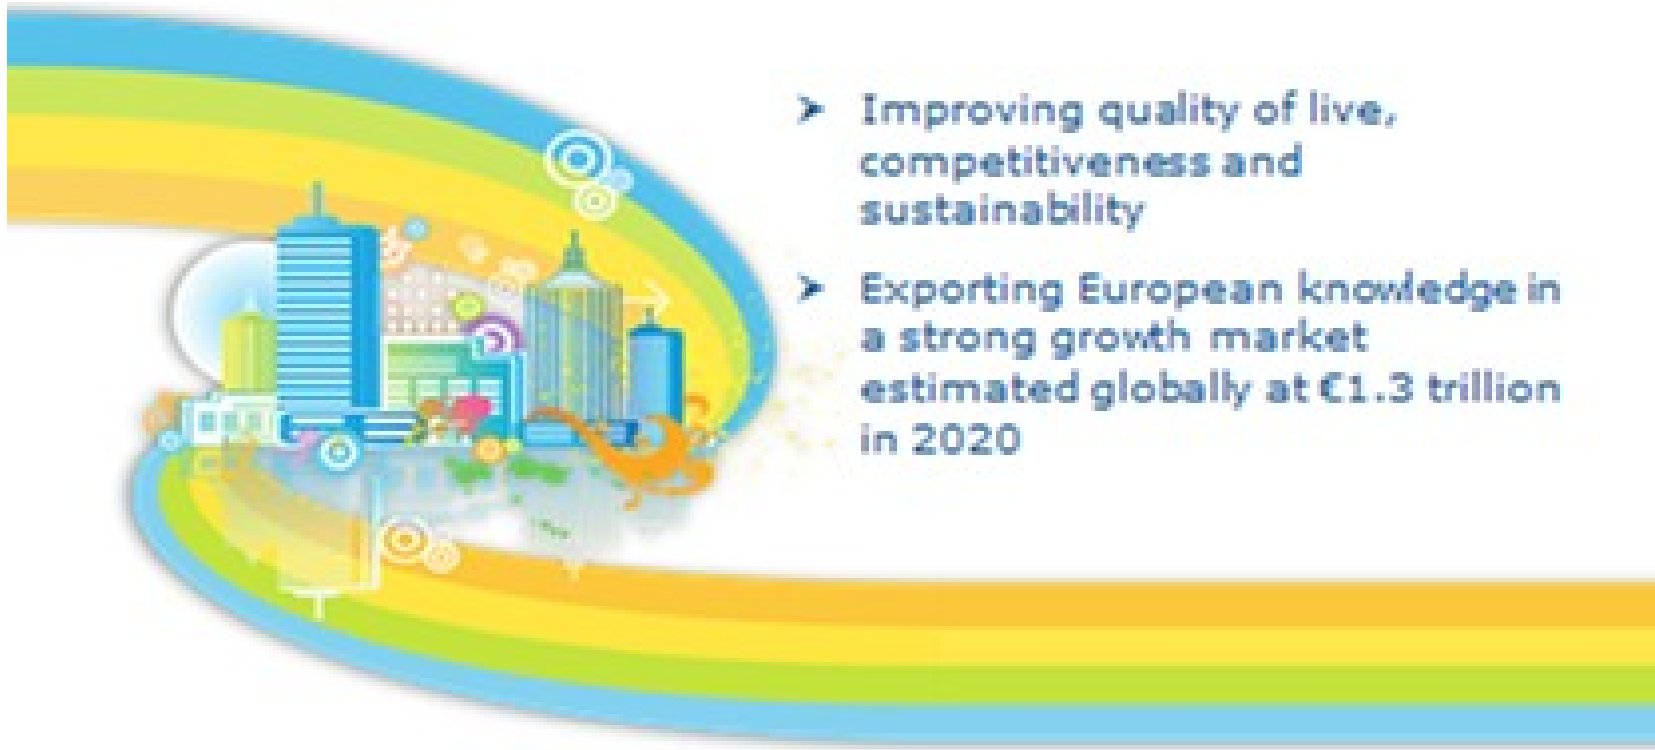 ➢ Improving quality of live,
competitiveness and
sustainability
➢ Exporting European knowledge in
a strong growth market
estimated globally at €1.3 trillion
in 2020